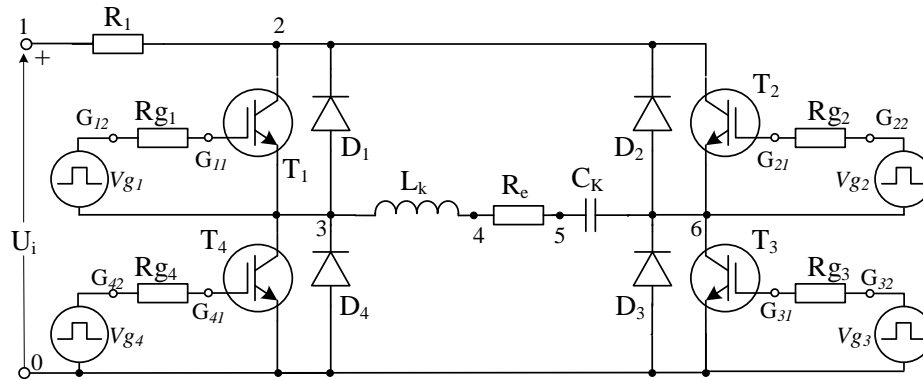 1 R₁ 2
+
T₂
G₁₂ Rg₁ G₁₁ D₁ D₂ G₂₁ Rg₂ G₂₂
Vg₁ T₁ Vg₂
Lₖ Rₑ C_K
Uᵢ 3 4 5 6
T₄ T₃
G₄₂ Rg₄ G₄₁ D₄ D₃ G₃₁ Rg₃ G₃₂
Vg₄ Vg₃
0